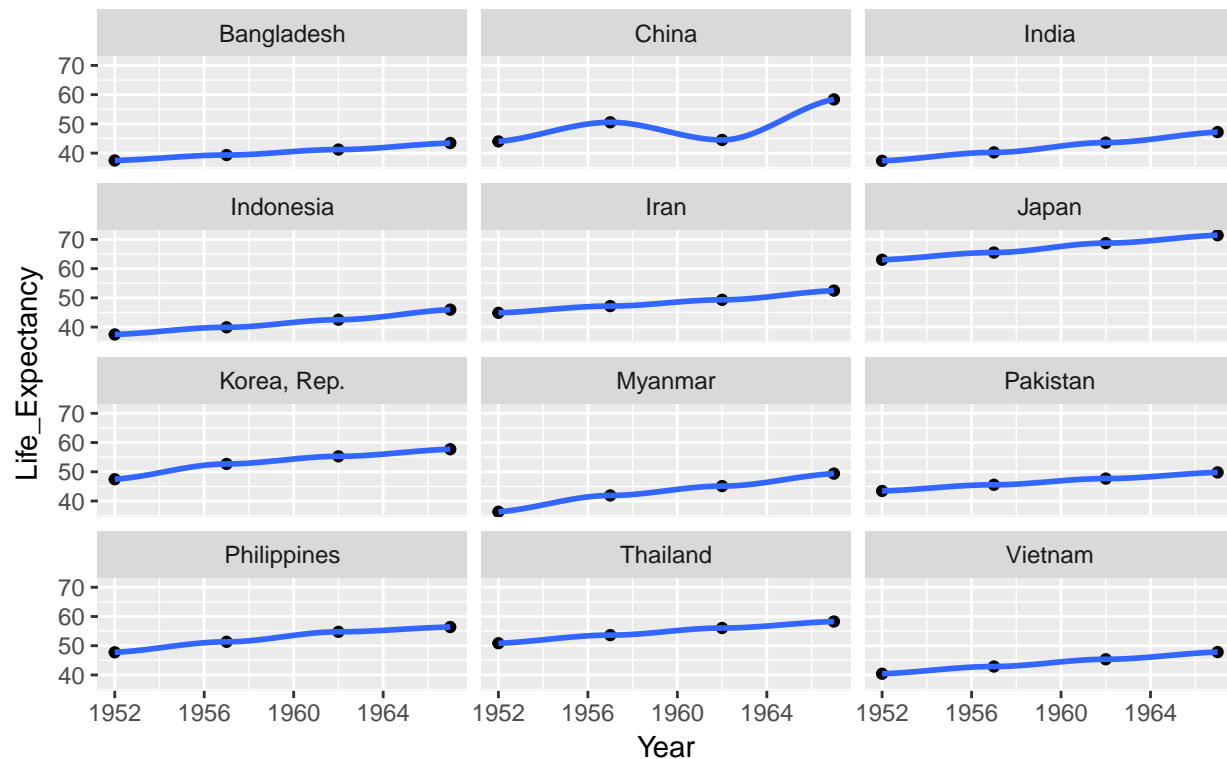 Bangladesh
China
India
70
60
50
40
Indonesia
Iran
Japan
70
60
50
40
Korea, Rep.
Myanmar
Pakistan
70
60
50
40
Philippines
Thailand
Vietnam
70
60
50
40
1952 1956 1960 1964
1952 1956 1960 1964
1952 1956 1960 1964
Year
Life_Expectancy